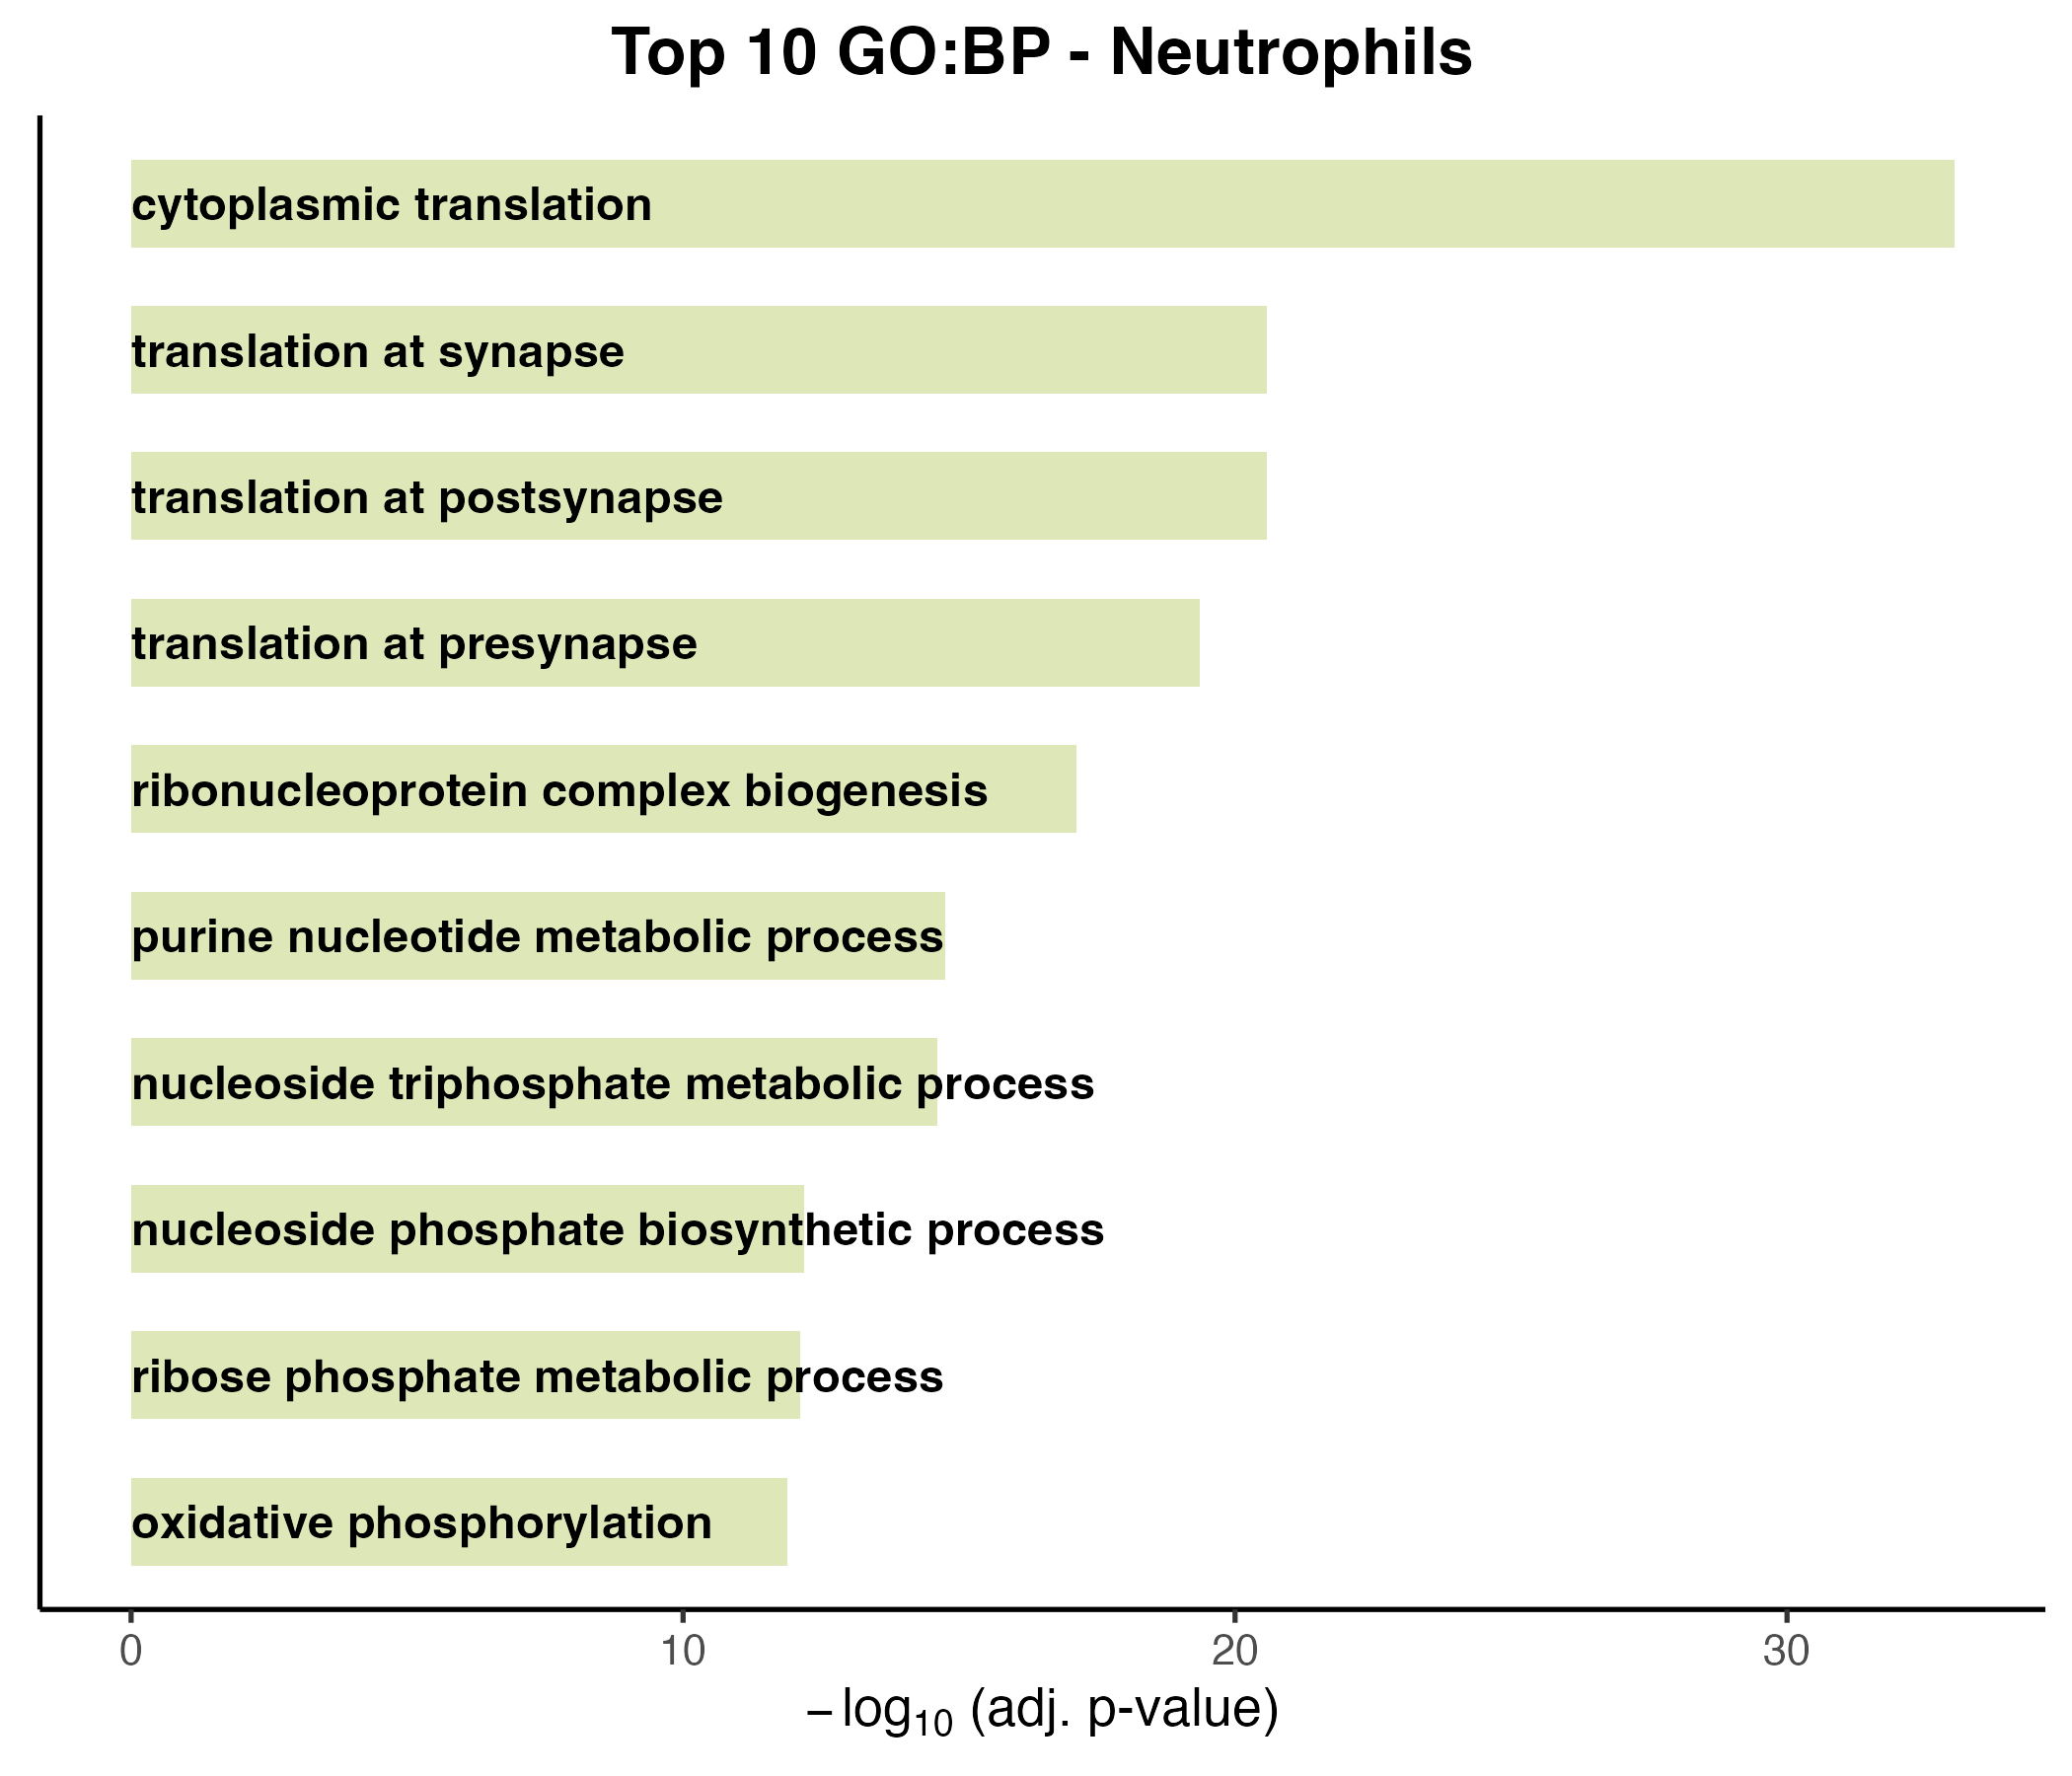 Top 10 GO:BP - Neutrophils
cytoplasmic translation
translation at synapse
translation at postsynapse
translation at presynapse
ribonucleoprotein complex biogenesis
purine nucleotide metabolic process
nucleoside triphosphate metabolic process
nucleoside phosphate biosynthetic process
ribose phosphate metabolic process
oxidative phosphorylation
0 10 20 30
−log₁₀ (adj. p-value)